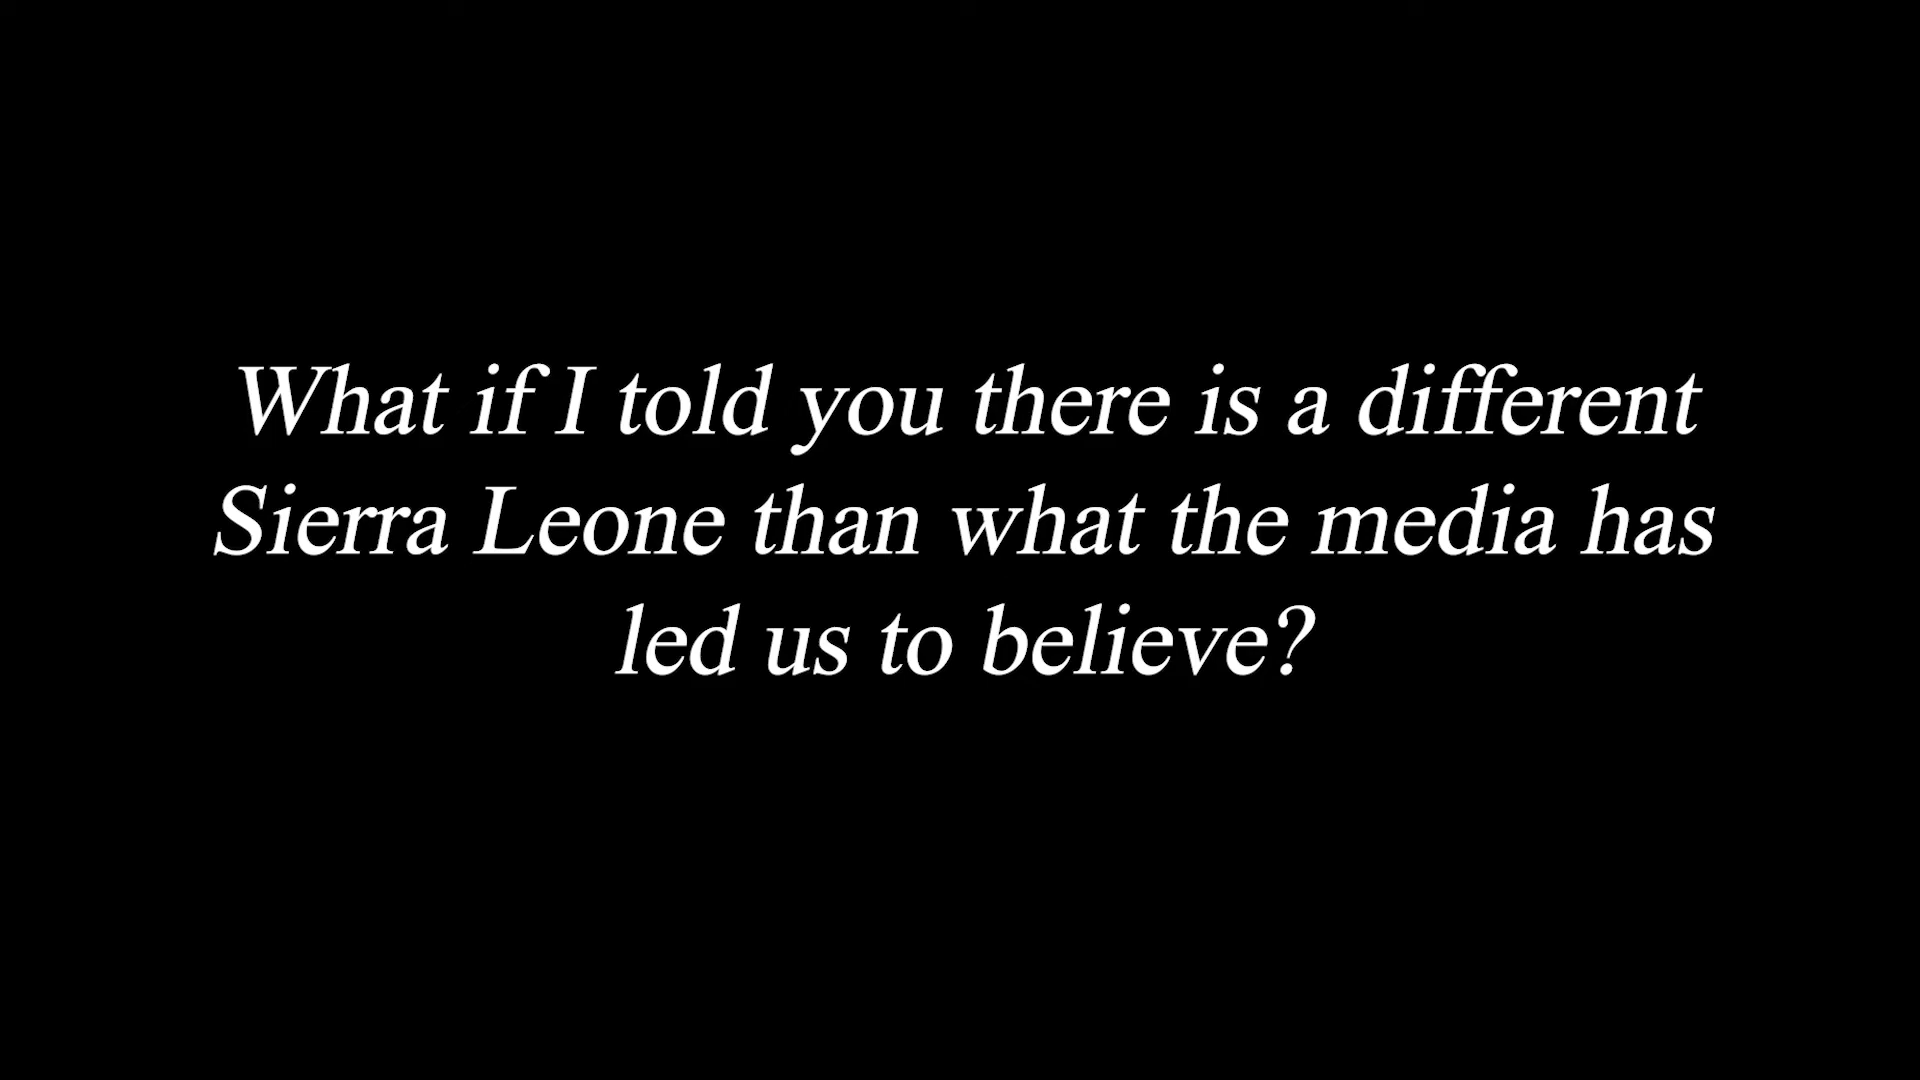 What if I told you there is a different
Sierra Leone than what the media has
led us to believe?